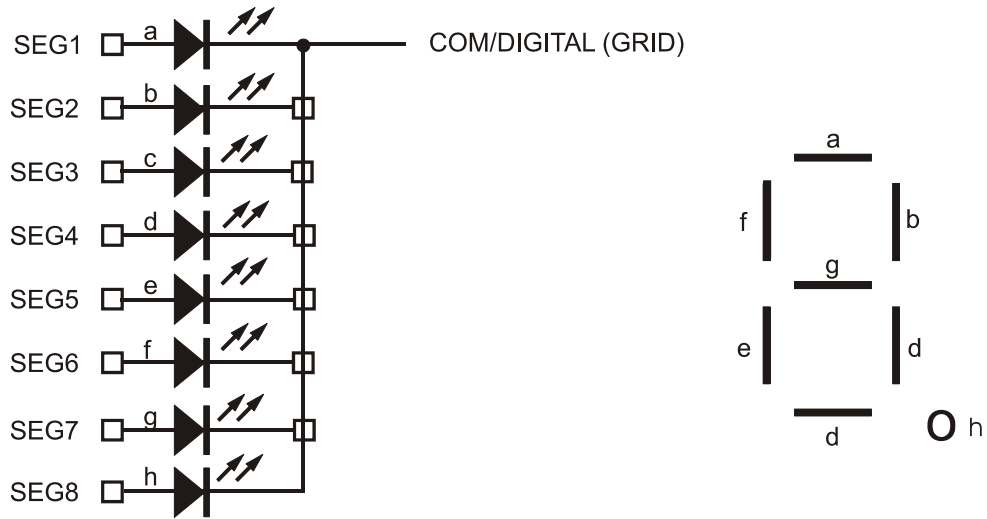 SEG1 a COM/DIGITAL (GRID)
SEG2 b
SEG3 c
SEG4 d
SEG5 e
SEG6 f
SEG7 g
SEG8 h
a
f b
g
e d
d h